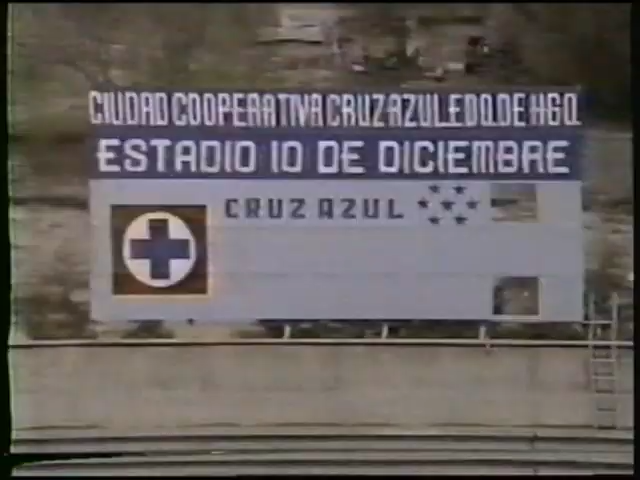 CIUDAD COOPERATIVA CRUZ AZUL EDO. DE HGO.
ESTADIO 10 DE DICIEMBRE
CRUZ AZUL